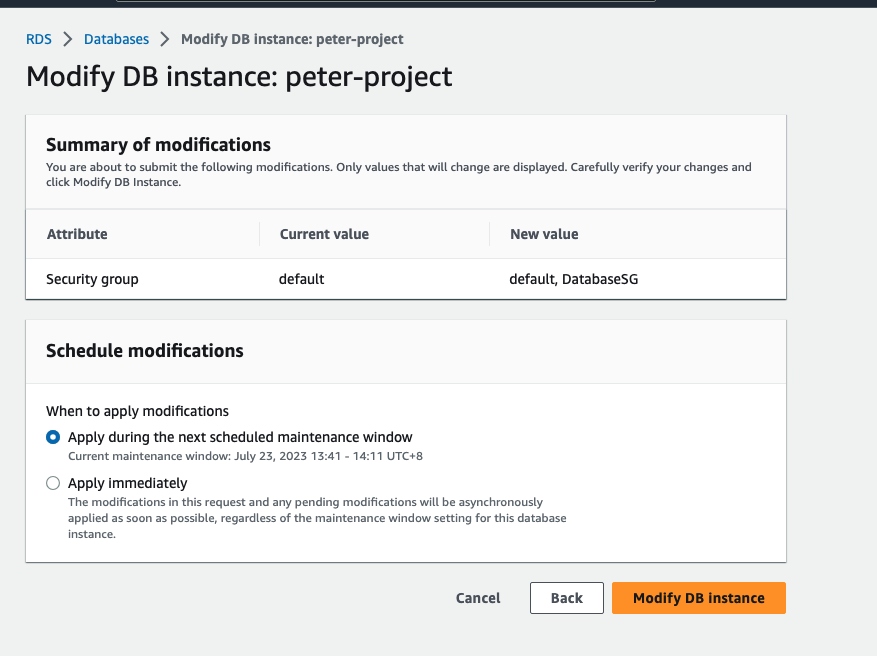 RDS > Databases > Modify DB instance: peter-project
Modify DB instance: peter-project
Summary of modifications
You are about to submit the following modifications. Only values that will change are displayed. Carefully verify your changes and
click Modify DB Instance.
Attribute Current value New value
Security group default default, DatabaseSG
Schedule modifications
When to apply modifications
Apply during the next scheduled maintenance window
Current maintenance window: July 23, 2023 13:41 - 14:11 UTC+8
Apply immediately
The modifications in this request and any pending modifications will be asynchronously
applied as soon as possible, regardless of the maintenance window setting for this database
instance.
Cancel Back Modify DB instance